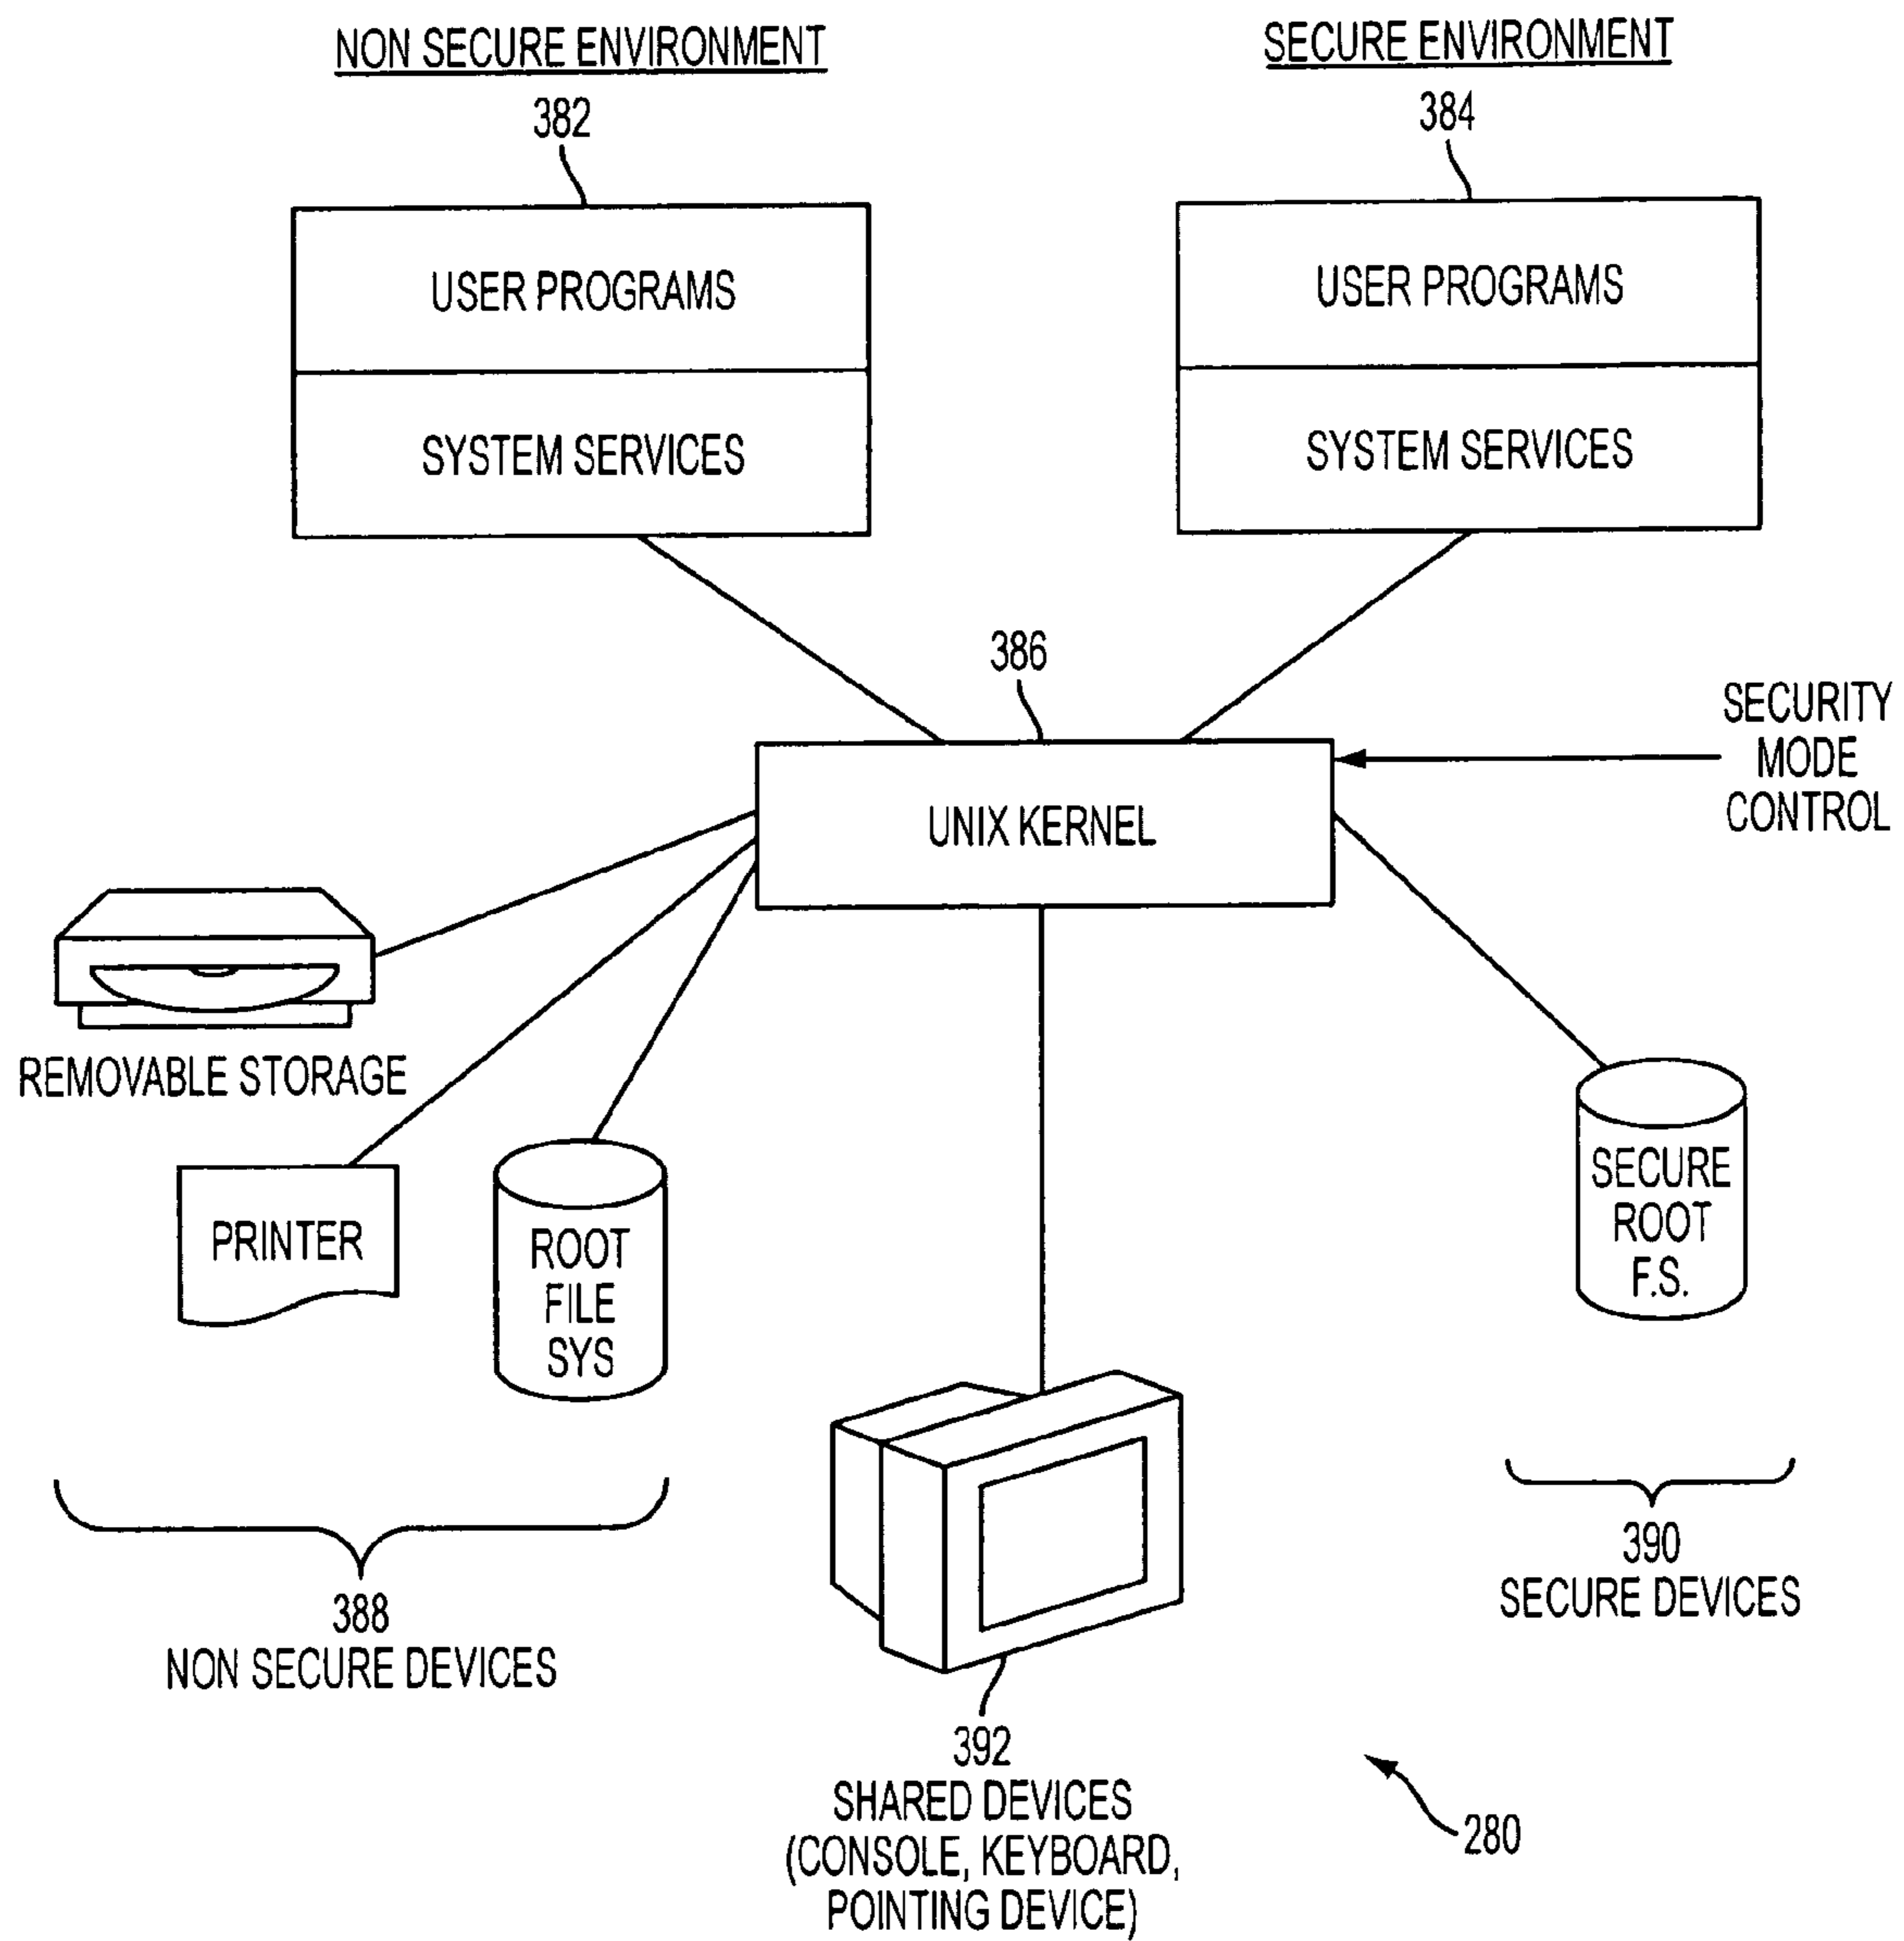 NON SECURE ENVIRONMENT
SECURE ENVIRONMENT
382
384
USER PROGRAMS
USER PROGRAMS
SYSTEM SERVICES
SYSTEM SERVICES
386
SECURITY
MODE
CONTROL
UNIX KERNEL
REMOVABLE STORAGE
PRINTER
ROOT
FILE
SYS
SECURE
ROOT
F.S.
388
NON SECURE DEVICES
390
SECURE DEVICES
392
SHARED DEVICES
(CONSOLE, KEYBOARD,
POINTING DEVICE)
280